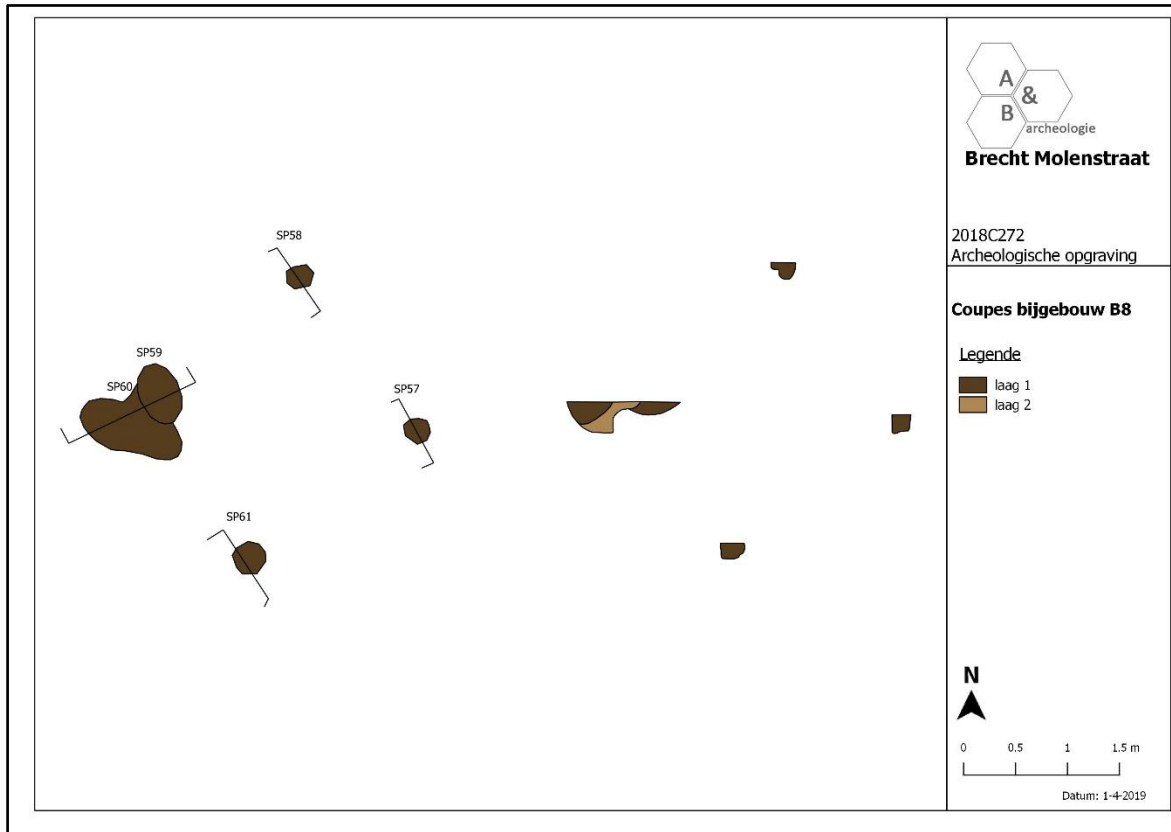 SP58
SP59
SP60
SP57
SP61
A
&
B
archeologie
Brecht Molenstraat
2018C272
Archeologische opgraving
Coupes bijgebouw B8
Legende
laag 1
laag 2
N
0 0.5 1 1.5 m
Datum: 1-4-2019